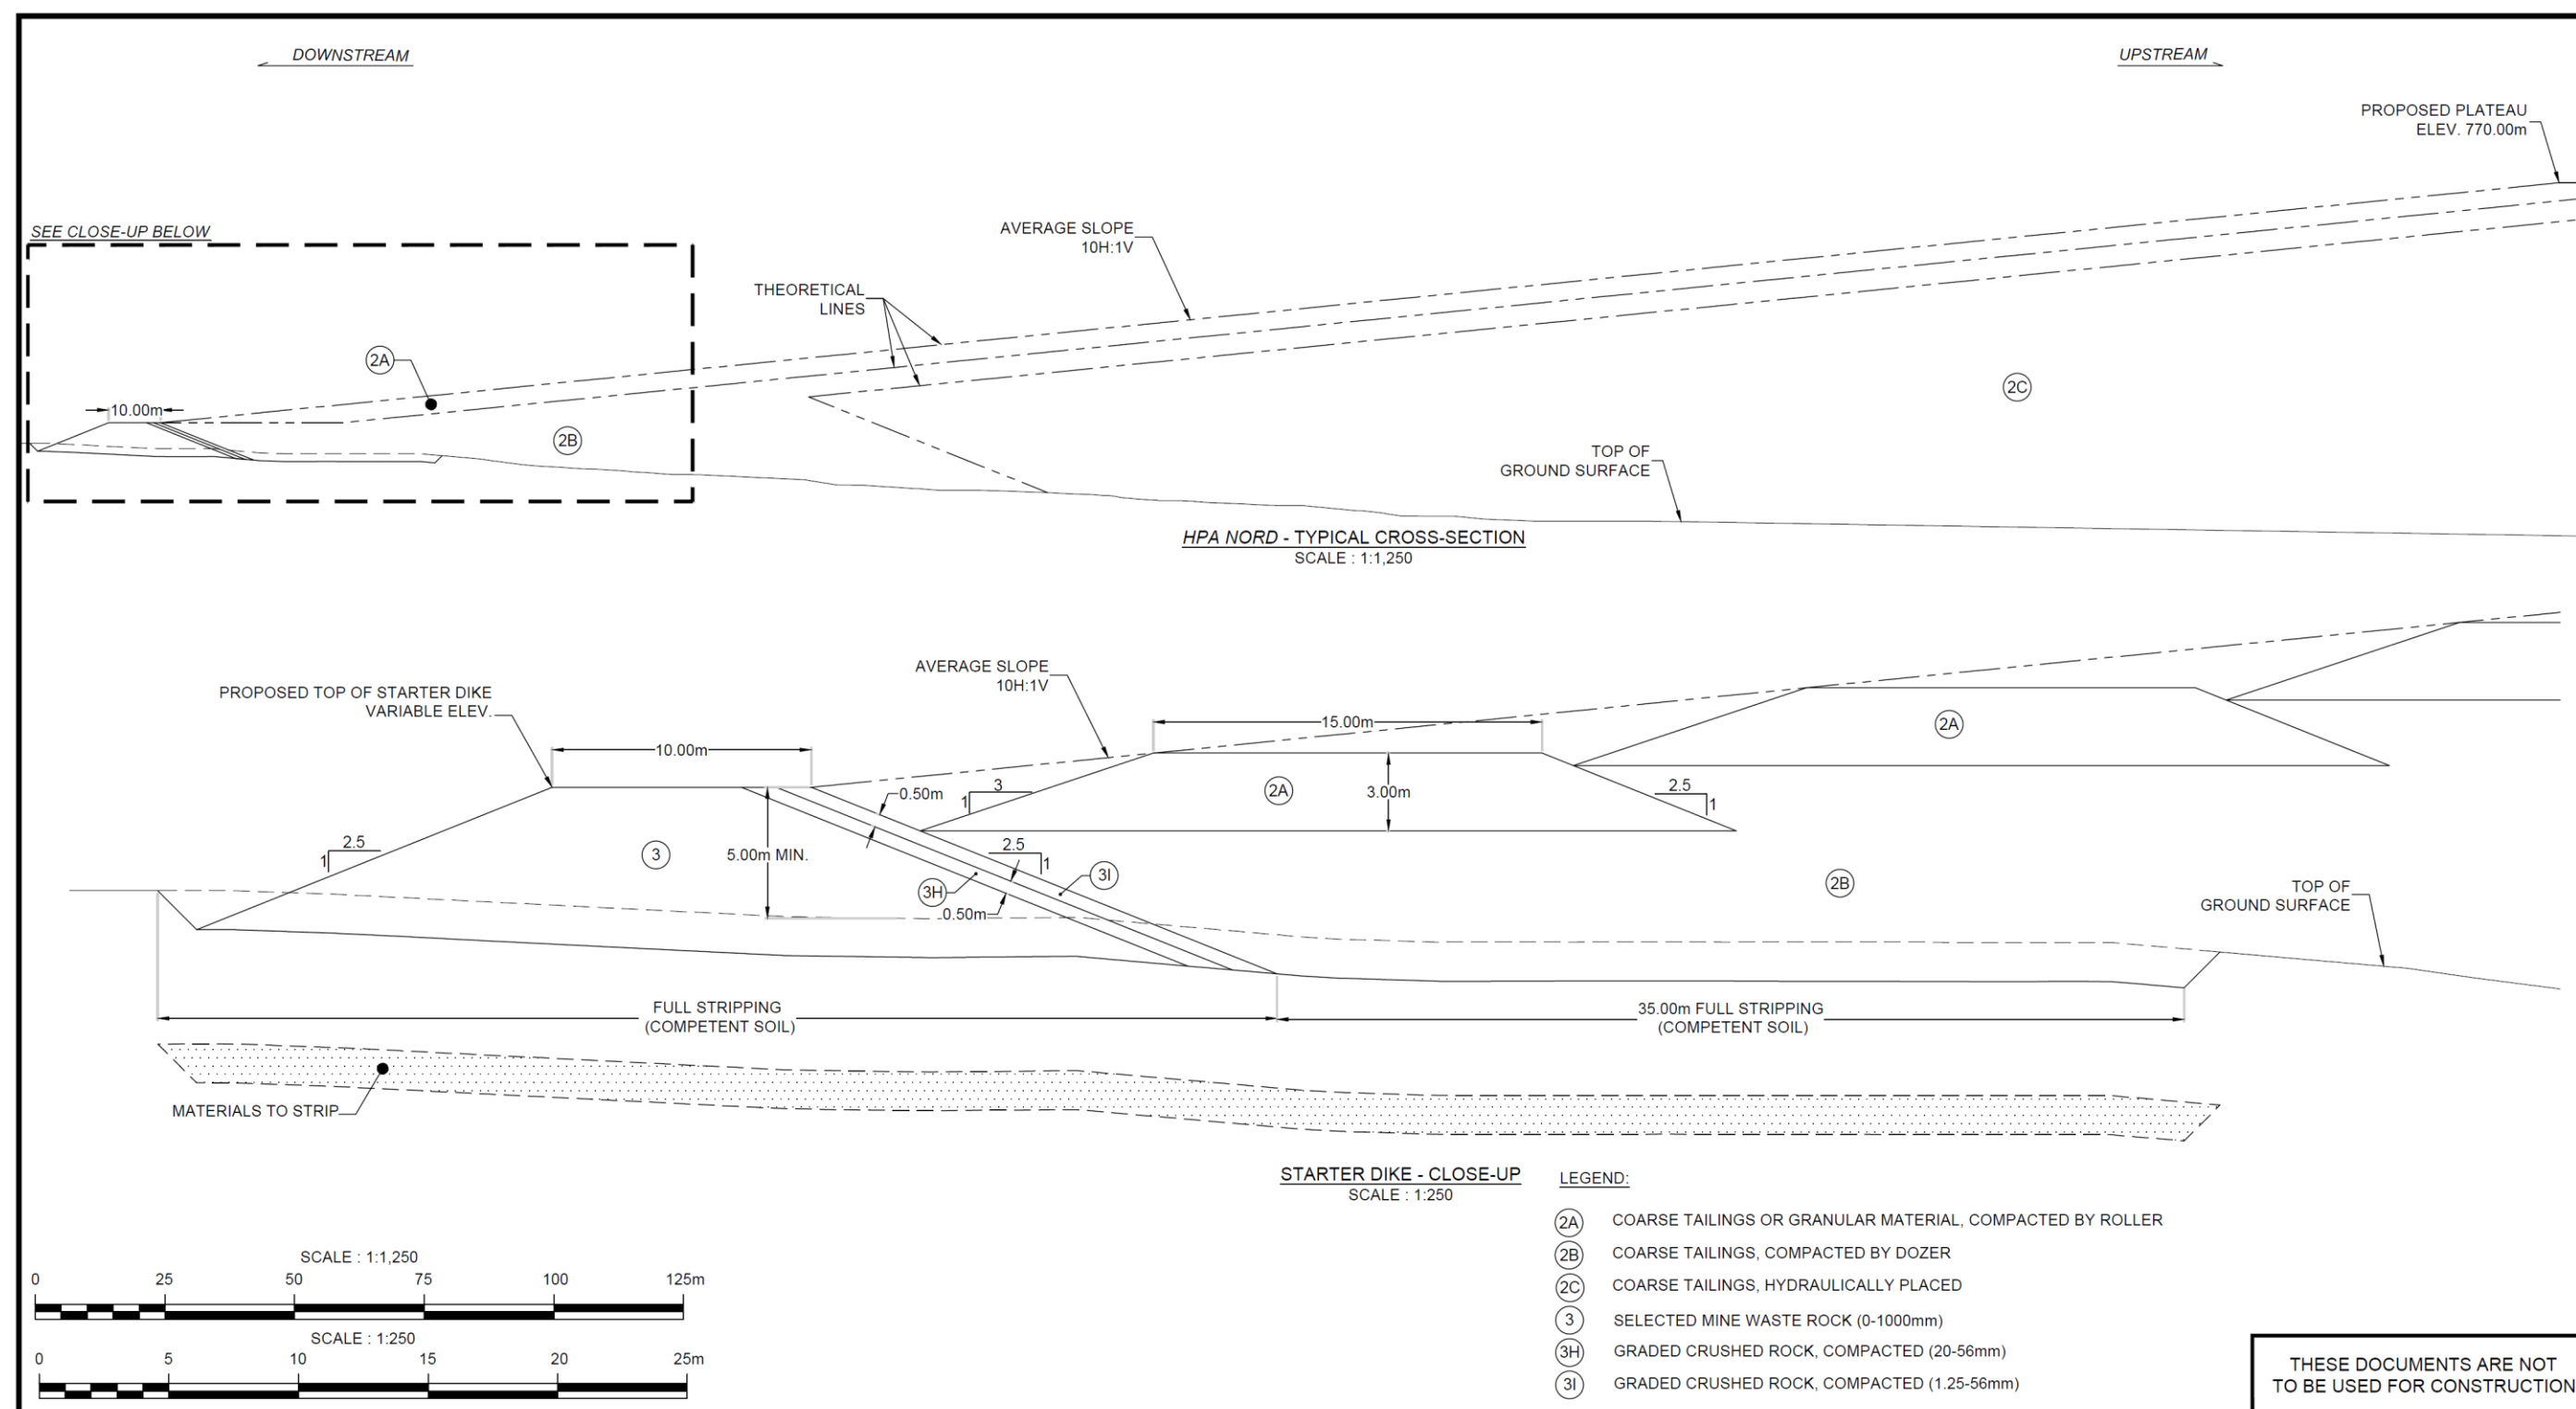 DOWNSTREAM
UPSTREAM
PROPOSED PLATEAU
ELEV. 770.00m
SEE CLOSE-UP BELOW
AVERAGE SLOPE
10H:1V
THEORETICAL
LINES
2A
10.00m
2B
2C
TOP OF
GROUND SURFACE
HPA NORD - TYPICAL CROSS-SECTION
SCALE : 1:1,250
AVERAGE SLOPE
10H:1V
PROPOSED TOP OF STARTER DIKE
VARIABLE ELEV.
10.00m
15.00m
2A
3
1
0.50m
2A
3.00m
2.5
1
2.5
1
3
5.00m MIN.
2.5
1
3H
3I
0.50m
2B
TOP OF
GROUND SURFACE
FULL STRIPPING
(COMPETENT SOIL)
35.00m FULL STRIPPING
(COMPETENT SOIL)
MATERIALS TO STRIP
STARTER DIKE - CLOSE-UP
SCALE : 1:250
LEGEND:
2A COARSE TAILINGS OR GRANULAR MATERIAL, COMPACTED BY ROLLER
2B COARSE TAILINGS, COMPACTED BY DOZER
2C COARSE TAILINGS, HYDRAULICALLY PLACED
3 SELECTED MINE WASTE ROCK (0-1000mm)
3H GRADED CRUSHED ROCK, COMPACTED (20-56mm)
3I GRADED CRUSHED ROCK, COMPACTED (1.25-56mm)
SCALE : 1:1,250
0 25 50 75 100 125m
SCALE : 1:250
0 5 10 15 20 25m
THESE DOCUMENTS ARE NOT
TO BE USED FOR CONSTRUCTION